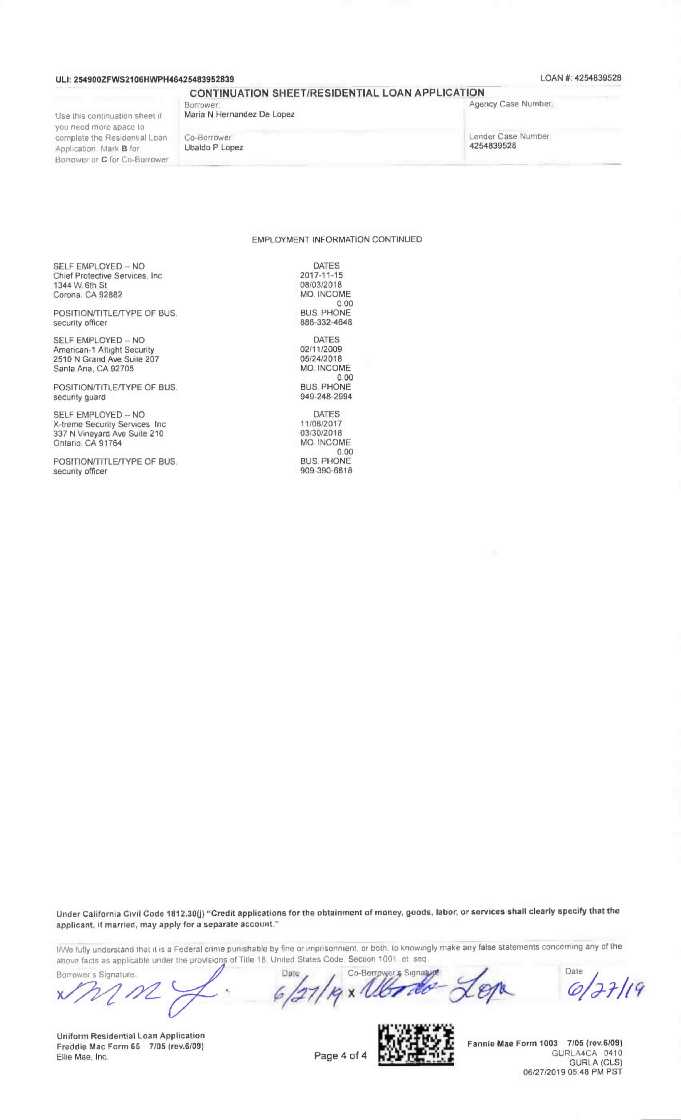 ULI: 254900ZFWS2106HWPH46425483952839
LOAN #: 4254839528
CONTINUATION SHEET/RESIDENTIAL LOAN APPLICATION
Use this continuation sheet if
you need more space to
complete the Residential Loan
Application. Mark B for
Borrower or C for Co-Borrower
Borrower:
Maria N Hernandez De Lopez
Agency Case Number:
Co-Borrower
Ubaldo P Lopez
Lender Case Number
4254839528
EMPLOYMENT INFORMATION CONTINUED
SELF EMPLOYED -- NO DATES
Chief Protective Services, Inc 2017-11-15
1344 W. 6th St 08/03/2018
Corona, CA 92882 MO. INCOME
0.00
POSITION/TITLE/TYPE OF BUS. BUS. PHONE
security officer 886-332-4648
SELF EMPLOYED -- NO DATES
American-1 Altight Security 02/11/2009
2510 N Grand Ave Suite 207 05/24/2018
Santa Ana, CA 92705 MO. INCOME
0.00
POSITION/TITLE/TYPE OF BUS. BUS. PHONE
security guard 949-248-2994
SELF EMPLOYED -- NO DATES
X-treme Security Services Inc 11/08/2017
337 N Vineyard Ave Suite 210 03/30/2018
Ontario, CA 91764 MO. INCOME
0.00
POSITION/TITLE/TYPE OF BUS. BUS. PHONE
security officer 909-390-6818
Under California Civil Code 1812.30(j) "Credit applications for the obtainment of money, goods, labor, or services shall clearly specify that the
applicant, if married, may apply for a separate account."
I/We fully understand that it is a Federal crime punishable by fine or imprisonment, or both, to knowingly make any false statements concerning any of the
above facts as applicable under the provisions of Title 18, United States Code, Section 1001, et seq.
Borrower's Signature: Date Co-Borrower's Signature Date
x 6/27/19 x Ubaldo Lopez 6/27/19
Uniform Residential Loan Application
Freddie Mac Form 65 7/05 (rev.6/09)
Ellie Mae, Inc.
Page 4 of 4
Fannie Mae Form 1003 7/05 (rev.6/09)
GURLA4CA 0410
GURLA (CLS)
06/27/2019 05:48 PM PST